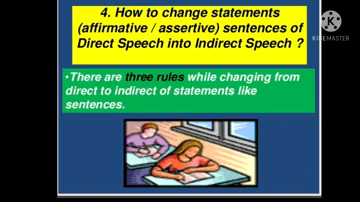 4. How to change statements
(affirmative / assertive) sentences of
Direct Speech into Indirect Speech ?
KINEMASTER
•There are three rules while changing from
direct to indirect of statements like
sentences.